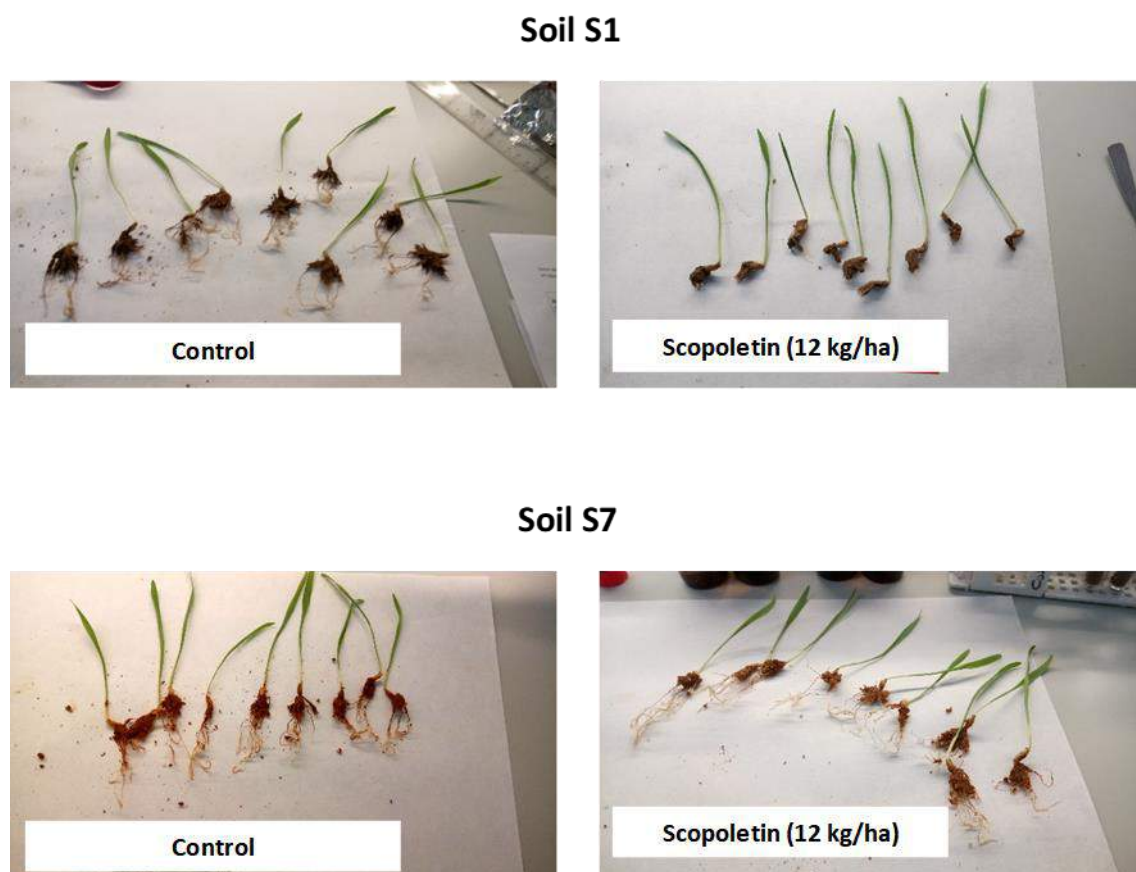 Soil S1
Control
Scopoletin (12 kg/ha)
Soil S7
Control
Scopoletin (12 kg/ha)